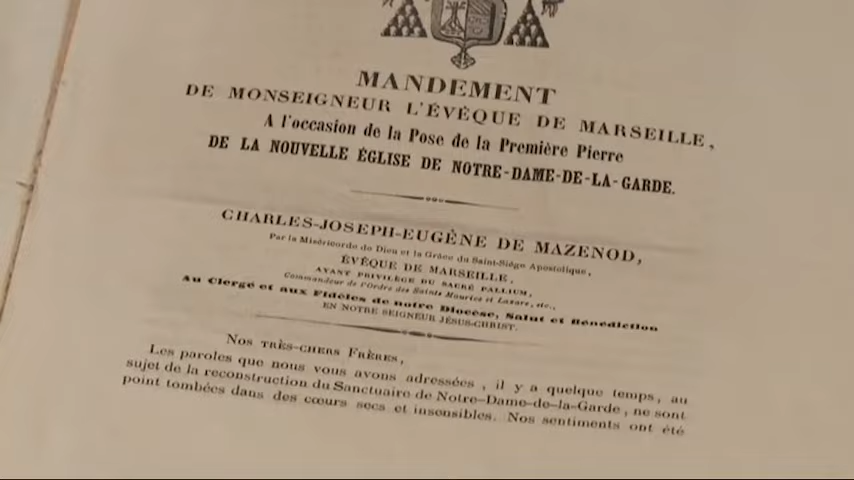 MANDEMENT
DE MONSEIGNEUR L'ÉVÊQUE DE MARSEILLE,
A l'occasion de la Pose de la Première Pierre
DE LA NOUVELLE ÉGLISE DE NOTRE-DAME-DE-LA-GARDE.
CHARLES-JOSEPH-EUGÈNE DE MAZENOD,
Par la Miséricorde de Dieu et la Grâce du Saint-Siège Apostolique,
ÉVÊQUE DE MARSEILLE,
AYANT PRIVILÉGE DU SACRÉ PALLIUM,
Commandeur de l'Ordre des Saints Maurice et Lazare, etc.,
Au Clergé et aux Fidèles de notre Diocèse, Salut et Bénédiction
EN NOTRE SEIGNEUR JÉSUS-CHRIST.
Nos très-chers Frères,
Les paroles que nous vous avons adressées, il y a quelque temps, au
sujet de la reconstruction du Sanctuaire de Notre-Dame-de-la-Garde, ne sont
point tombées dans des cœurs secs et insensibles. Nos sentiments ont été